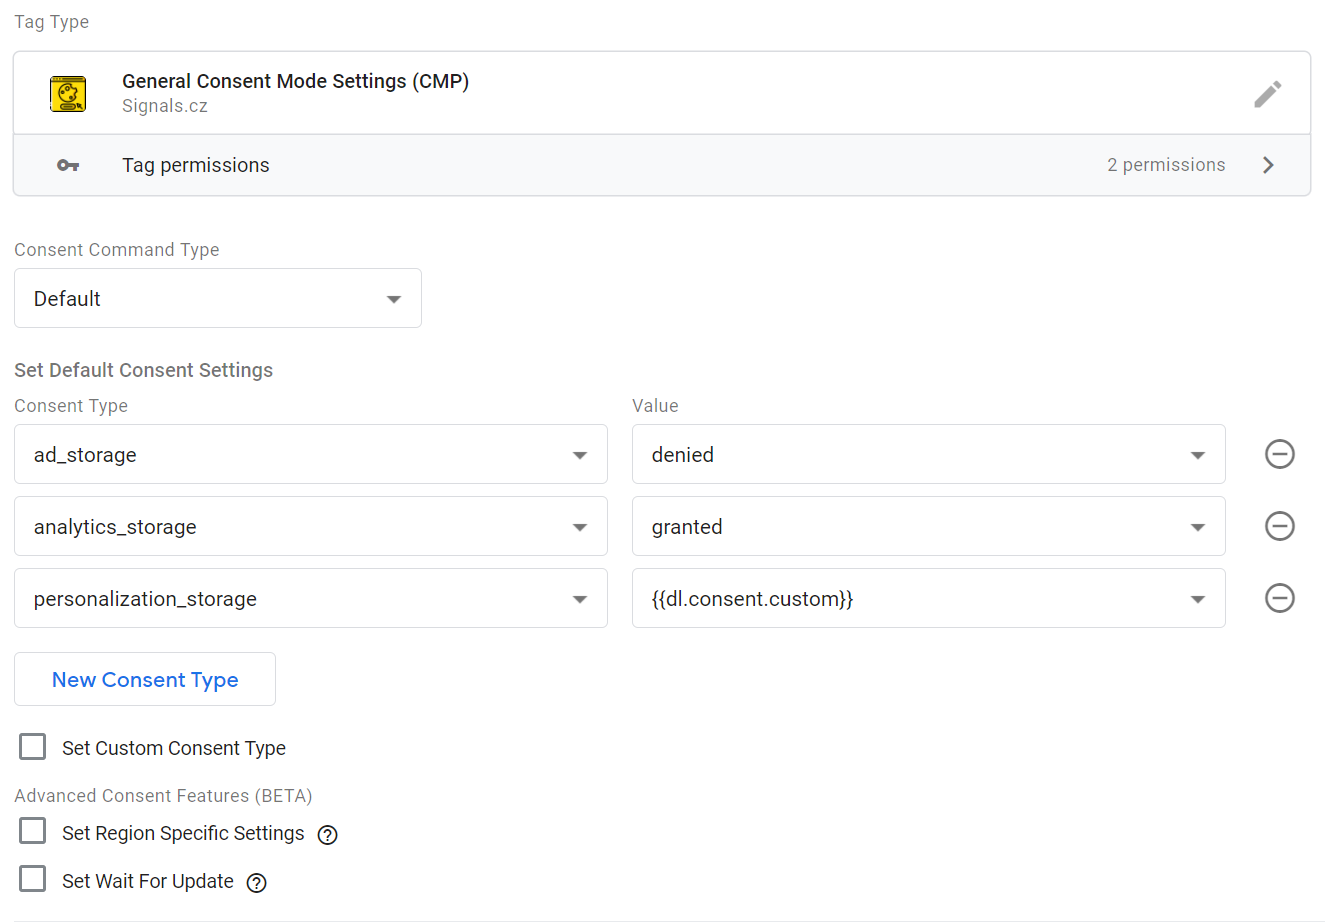 Tag Type
General Consent Mode Settings (CMP)
Signals.cz
Tag permissions
2 permissions
Consent Command Type
Default
Set Default Consent Settings
Consent Type
Value
ad_storage
denied
analytics_storage
granted
personalization_storage
{{dl.consent.custom}}
New Consent Type
Set Custom Consent Type
Advanced Consent Features (BETA)
Set Region Specific Settings
Set Wait For Update